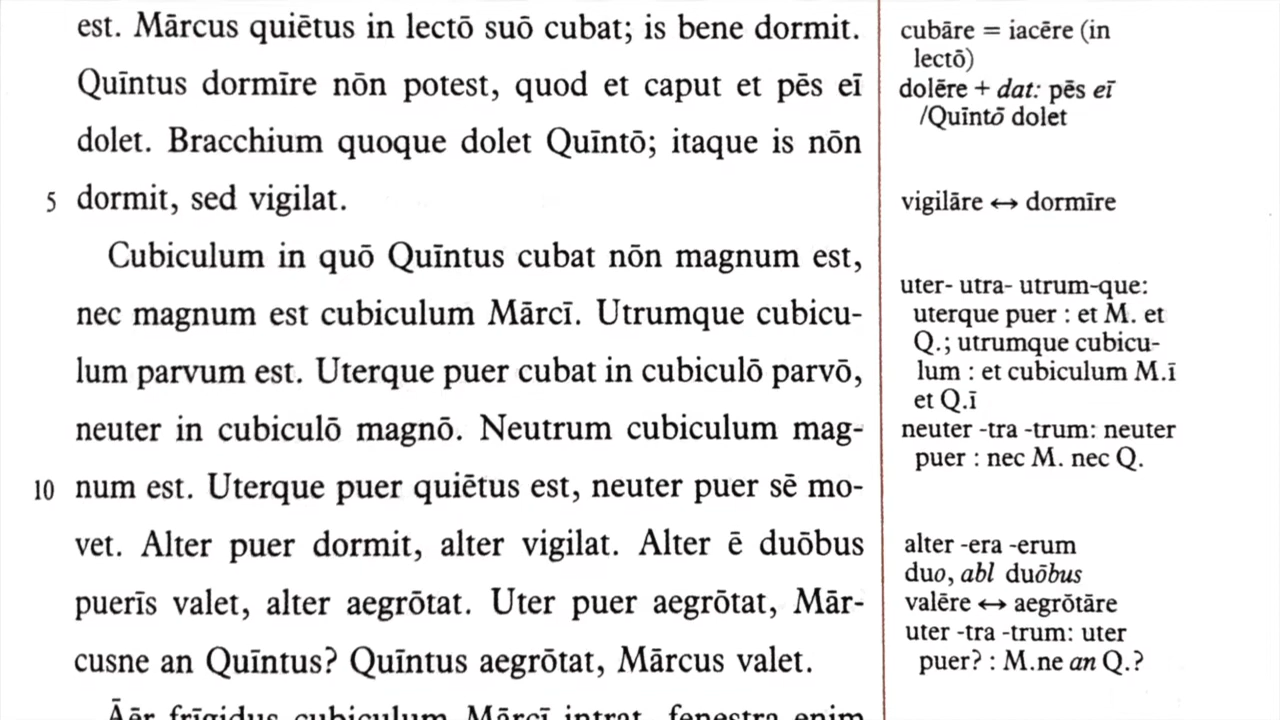 est. Mārcus quiētus in lectō suō cubat; is bene dormit.
Quīntus dormīre nōn potest, quod et caput et pēs eī
dolet. Bracchium quoque dolet Quīntō; itaque is nōn
5 dormit, sed vigilat.
Cubiculum in quō Quīntus cubat nōn magnum est,
nec magnum est cubiculum Mārcī. Utrumque cubicu-
lum parvum est. Uterque puer cubat in cubiculō parvō,
neuter in cubiculō magnō. Neutrum cubiculum mag-
10 num est. Uterque puer quiētus est, neuter puer sē mo-
vet. Alter puer dormit, alter vigilat. Alter ē duōbus
puerīs valet, alter aegrōtat. Uter puer aegrōtat, Mār-
cusne an Quīntus? Quīntus aegrōtat, Mārcus valet.
Āēr frīgidus cubiculum Mārcī intrat, fenestra enim
cubāre = iacēre (in
lectō)
dolēre + dat: pēs eī
/Quīntō dolet
vigilāre ↔ dormīre
uter- utra- utrum-que:
uterque puer : et M. et
Q.; utrumque cubicu-
lum : et cubiculum M.ī
et Q.ī
neuter -tra -trum: neuter
puer : nec M. nec Q.
alter -era -erum
duo, abl duōbus
valēre ↔ aegrōtāre
uter -tra -trum: uter
puer? : M.ne an Q.?